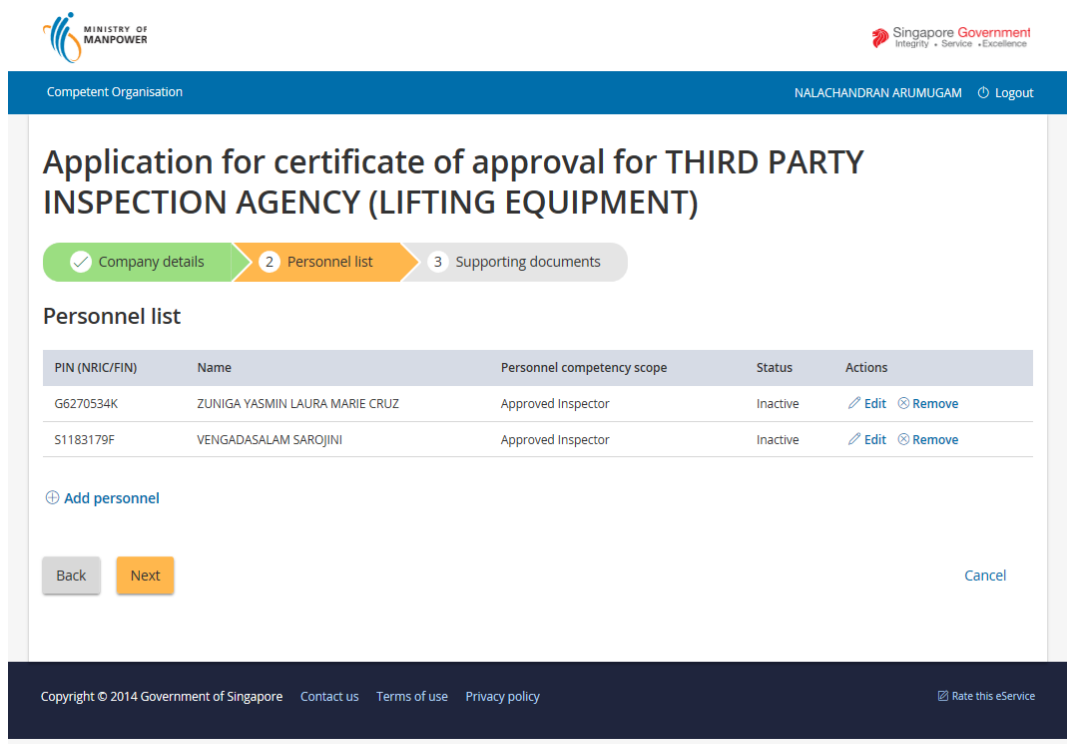 MINISTRY OF
MANPOWER
Singapore Government
Integrity • Service • Excellence
Competent Organisation NALACHANDRAN ARUMUGAM Logout
Application for certificate of approval for THIRD PARTY
INSPECTION AGENCY (LIFTING EQUIPMENT)
Company details 2 Personnel list 3 Supporting documents
Personnel list
PIN (NRIC/FIN) Name Personnel competency scope Status Actions
G6270534K ZUNIGA YASMIN LAURA MARIE CRUZ Approved Inspector Inactive Edit Remove
S1183179F VENGADASALAM SAROJINI Approved Inspector Inactive Edit Remove
Add personnel
Back Next Cancel
Copyright © 2014 Government of Singapore Contact us Terms of use Privacy policy Rate this eService